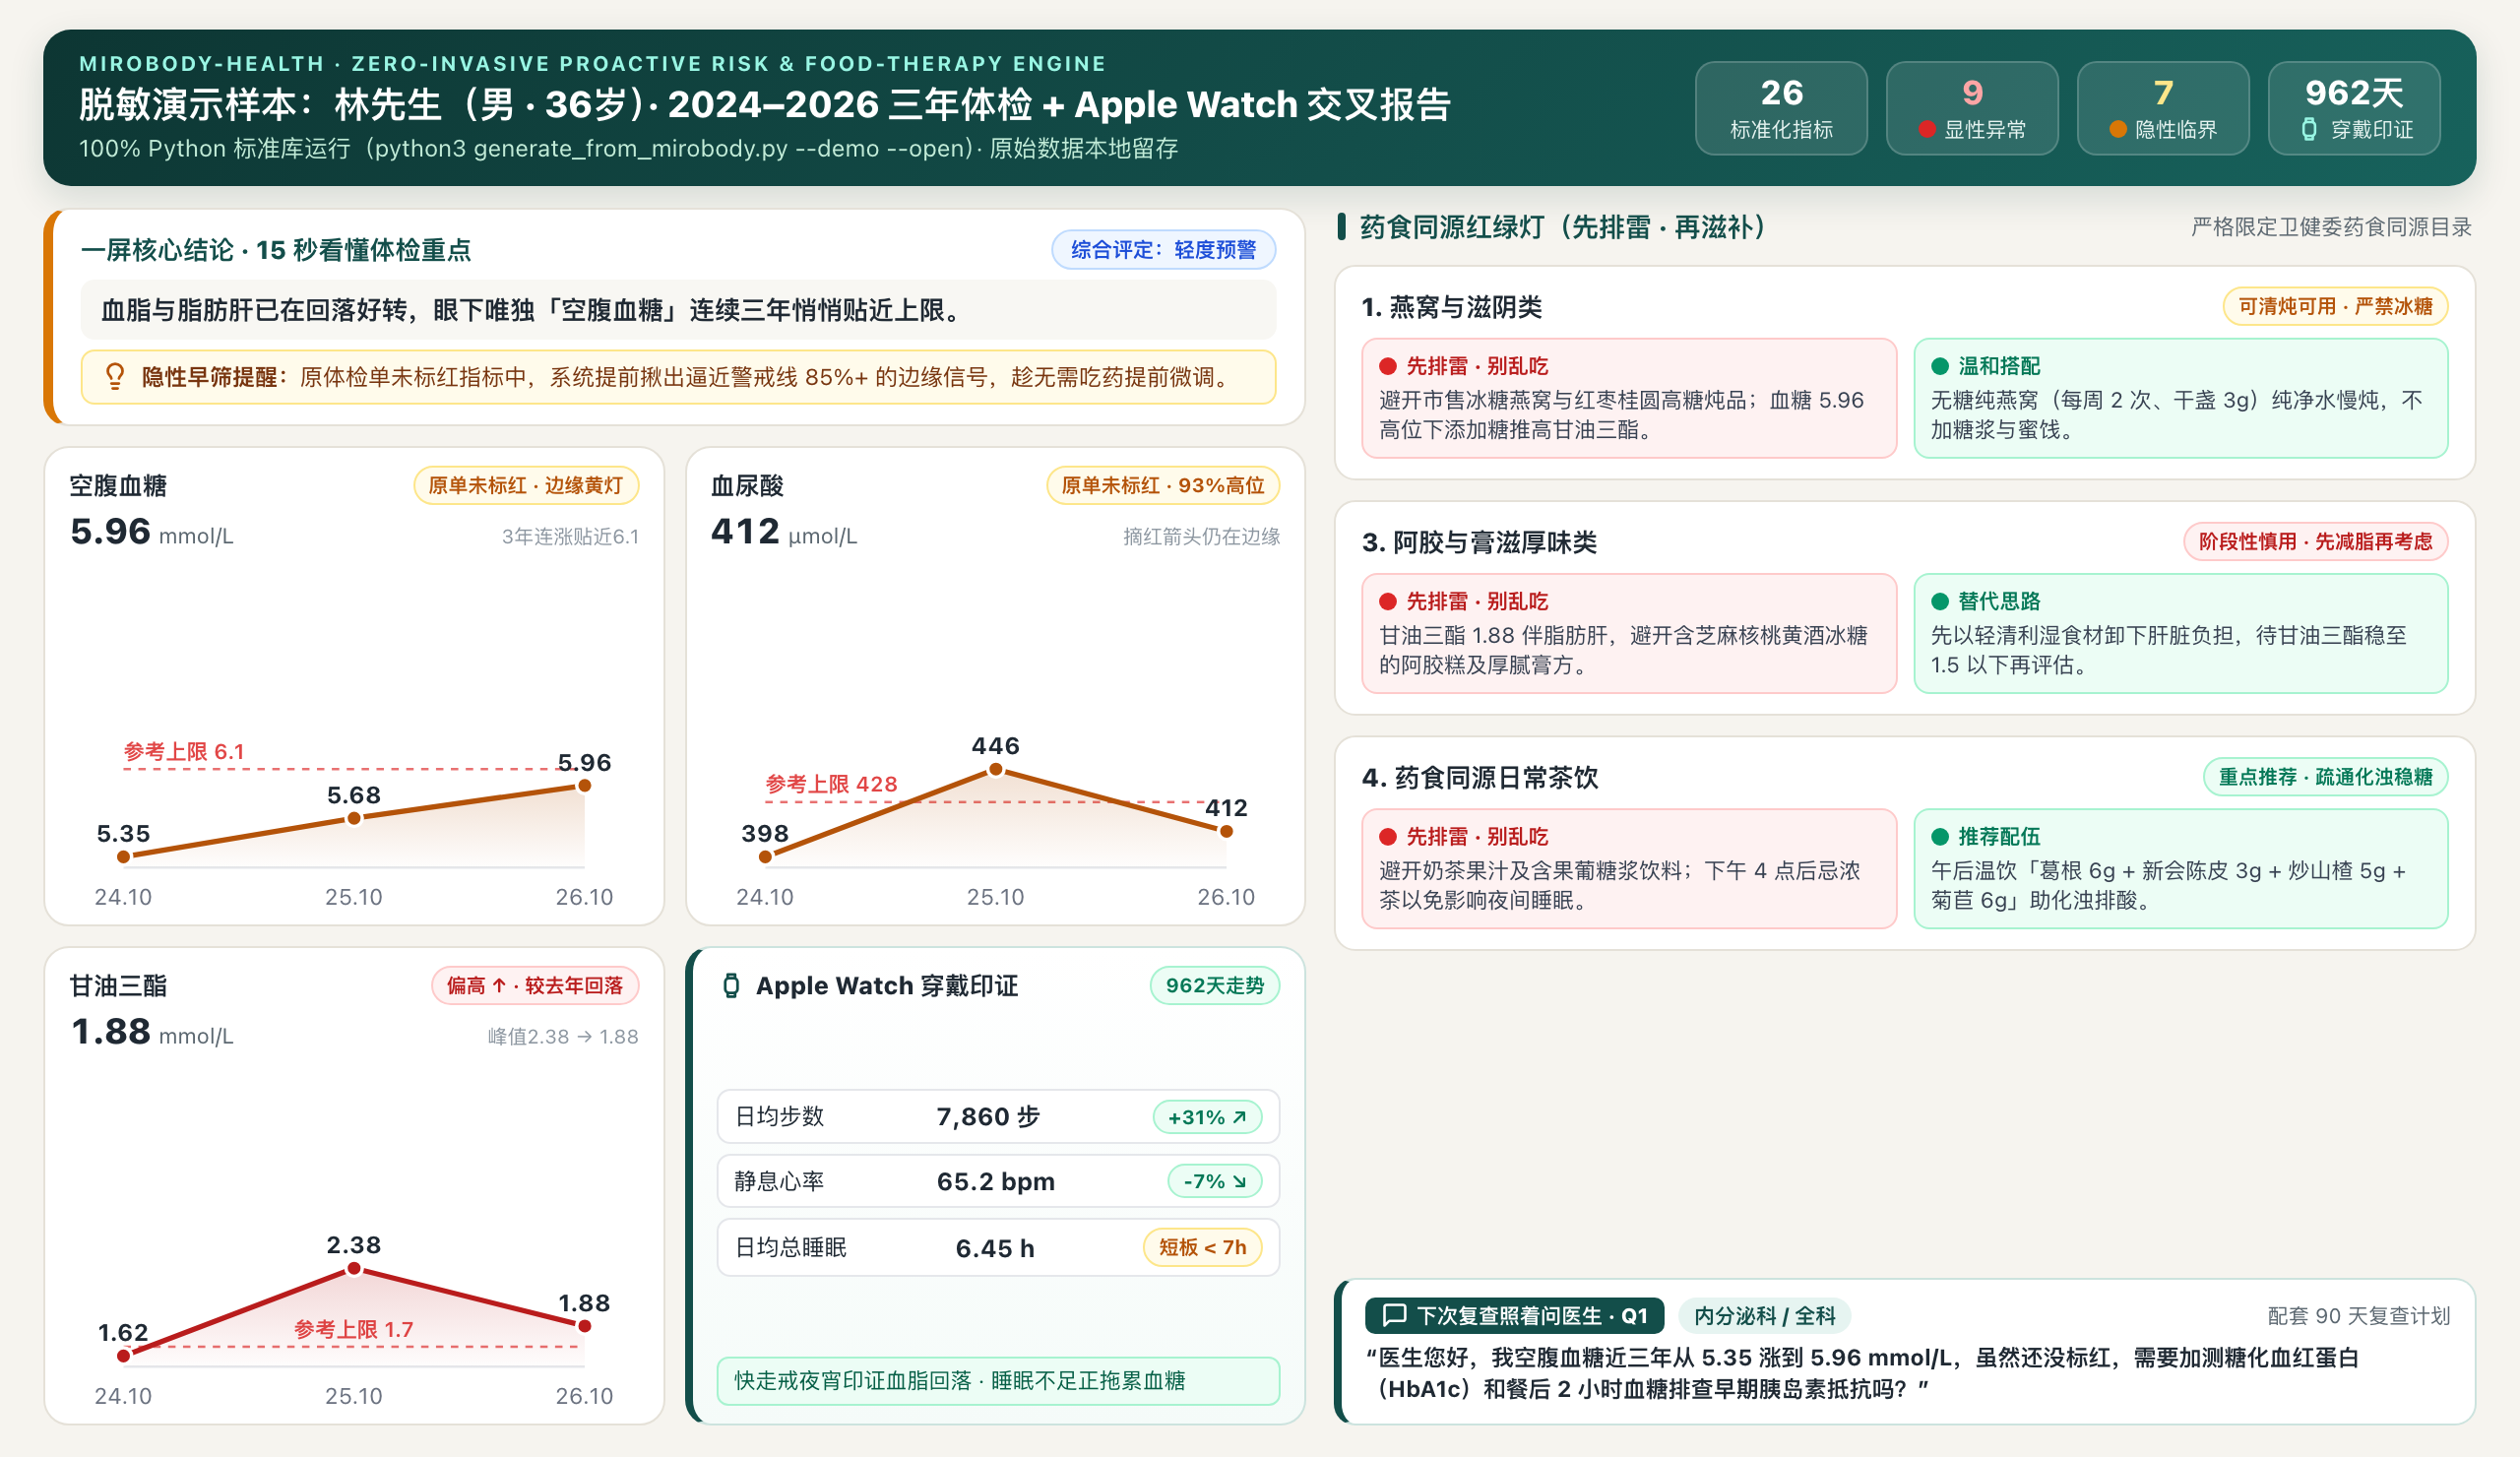 MIROBODY-HEALTH · ZERO-INVASIVE PROACTIVE RISK & FOOD-THERAPY ENGINE
脱敏演示样本：林先生（男 · 36岁）· 2024–2026 三年体检 + Apple Watch 交叉报告
100% Python 标准库运行（python3 generate_from_mirobody.py --demo --open）· 原始数据本地留存
26
标准化指标
9
显性异常
7
隐性临界
962天
穿戴印证
一屏核心结论 · 15 秒看懂体检重点
综合评定：轻度预警
血脂与脂肪肝已在回落好转，眼下唯独「空腹血糖」连续三年悄悄贴近上限。
隐性早筛提醒：原体检单未标红指标中，系统提前揪出逼近警戒线 85%+ 的边缘信号，趁无需吃药提前微调。
空腹血糖
原单未标红 · 边缘黄灯
5.96 mmol/L
3年连涨贴近6.1
参考上限 6.1
5.35
5.68
5.96
24.10
25.10
26.10
血尿酸
原单未标红 · 93%高位
412 μmol/L
摘红箭头仍在边缘
参考上限 428
398
446
412
24.10
25.10
26.10
甘油三酯
偏高 ↑ · 较去年回落
1.88 mmol/L
峰值2.38 → 1.88
参考上限 1.7
1.62
2.38
1.88
24.10
25.10
26.10
Apple Watch 穿戴印证
962天走势
日均步数 7,860 步 +31% ↗
静息心率 65.2 bpm -7% ↘
日均总睡眠 6.45 h 短板 < 7h
快走戒夜宵印证血脂回落 · 睡眠不足正拖累血糖
药食同源红绿灯（先排雷 · 再滋补）
严格限定卫健委药食同源目录
1. 燕窝与滋阴类
可清炖可用 · 严禁冰糖
先排雷 · 别乱吃
避开市售冰糖燕窝与红枣桂圆高糖炖品；血糖 5.96
高位下添加糖推高甘油三酯。
温和搭配
无糖纯燕窝（每周 2 次、干盏 3g）纯净水慢炖，不
加糖浆与蜜饯。
3. 阿胶与膏滋厚味类
阶段性慎用 · 先减脂再考虑
先排雷 · 别乱吃
甘油三酯 1.88 伴脂肪肝，避开含芝麻核桃黄酒冰糖
的阿胶糕及厚腻膏方。
替代思路
先以轻清利湿食材卸下肝脏负担，待甘油三酯稳至
1.5 以下再评估。
4. 药食同源日常茶饮
重点推荐 · 疏通化浊稳糖
先排雷 · 别乱吃
避开奶茶果汁及含果葡糖浆饮料；下午 4 点后忌浓
茶以免影响夜间睡眠。
推荐配伍
午后温饮「葛根 6g + 新会陈皮 3g + 炒山楂 5g +
菊苣 6g」助化浊排酸。
下次复查照着问医生 · Q1
内分泌科 / 全科
配套 90 天复查计划
“医生您好，我空腹血糖近三年从 5.35 涨到 5.96 mmol/L，虽然还没标红，需要加测糖化血红蛋白
（HbA1c）和餐后 2 小时血糖排查早期胰岛素抵抗吗？”